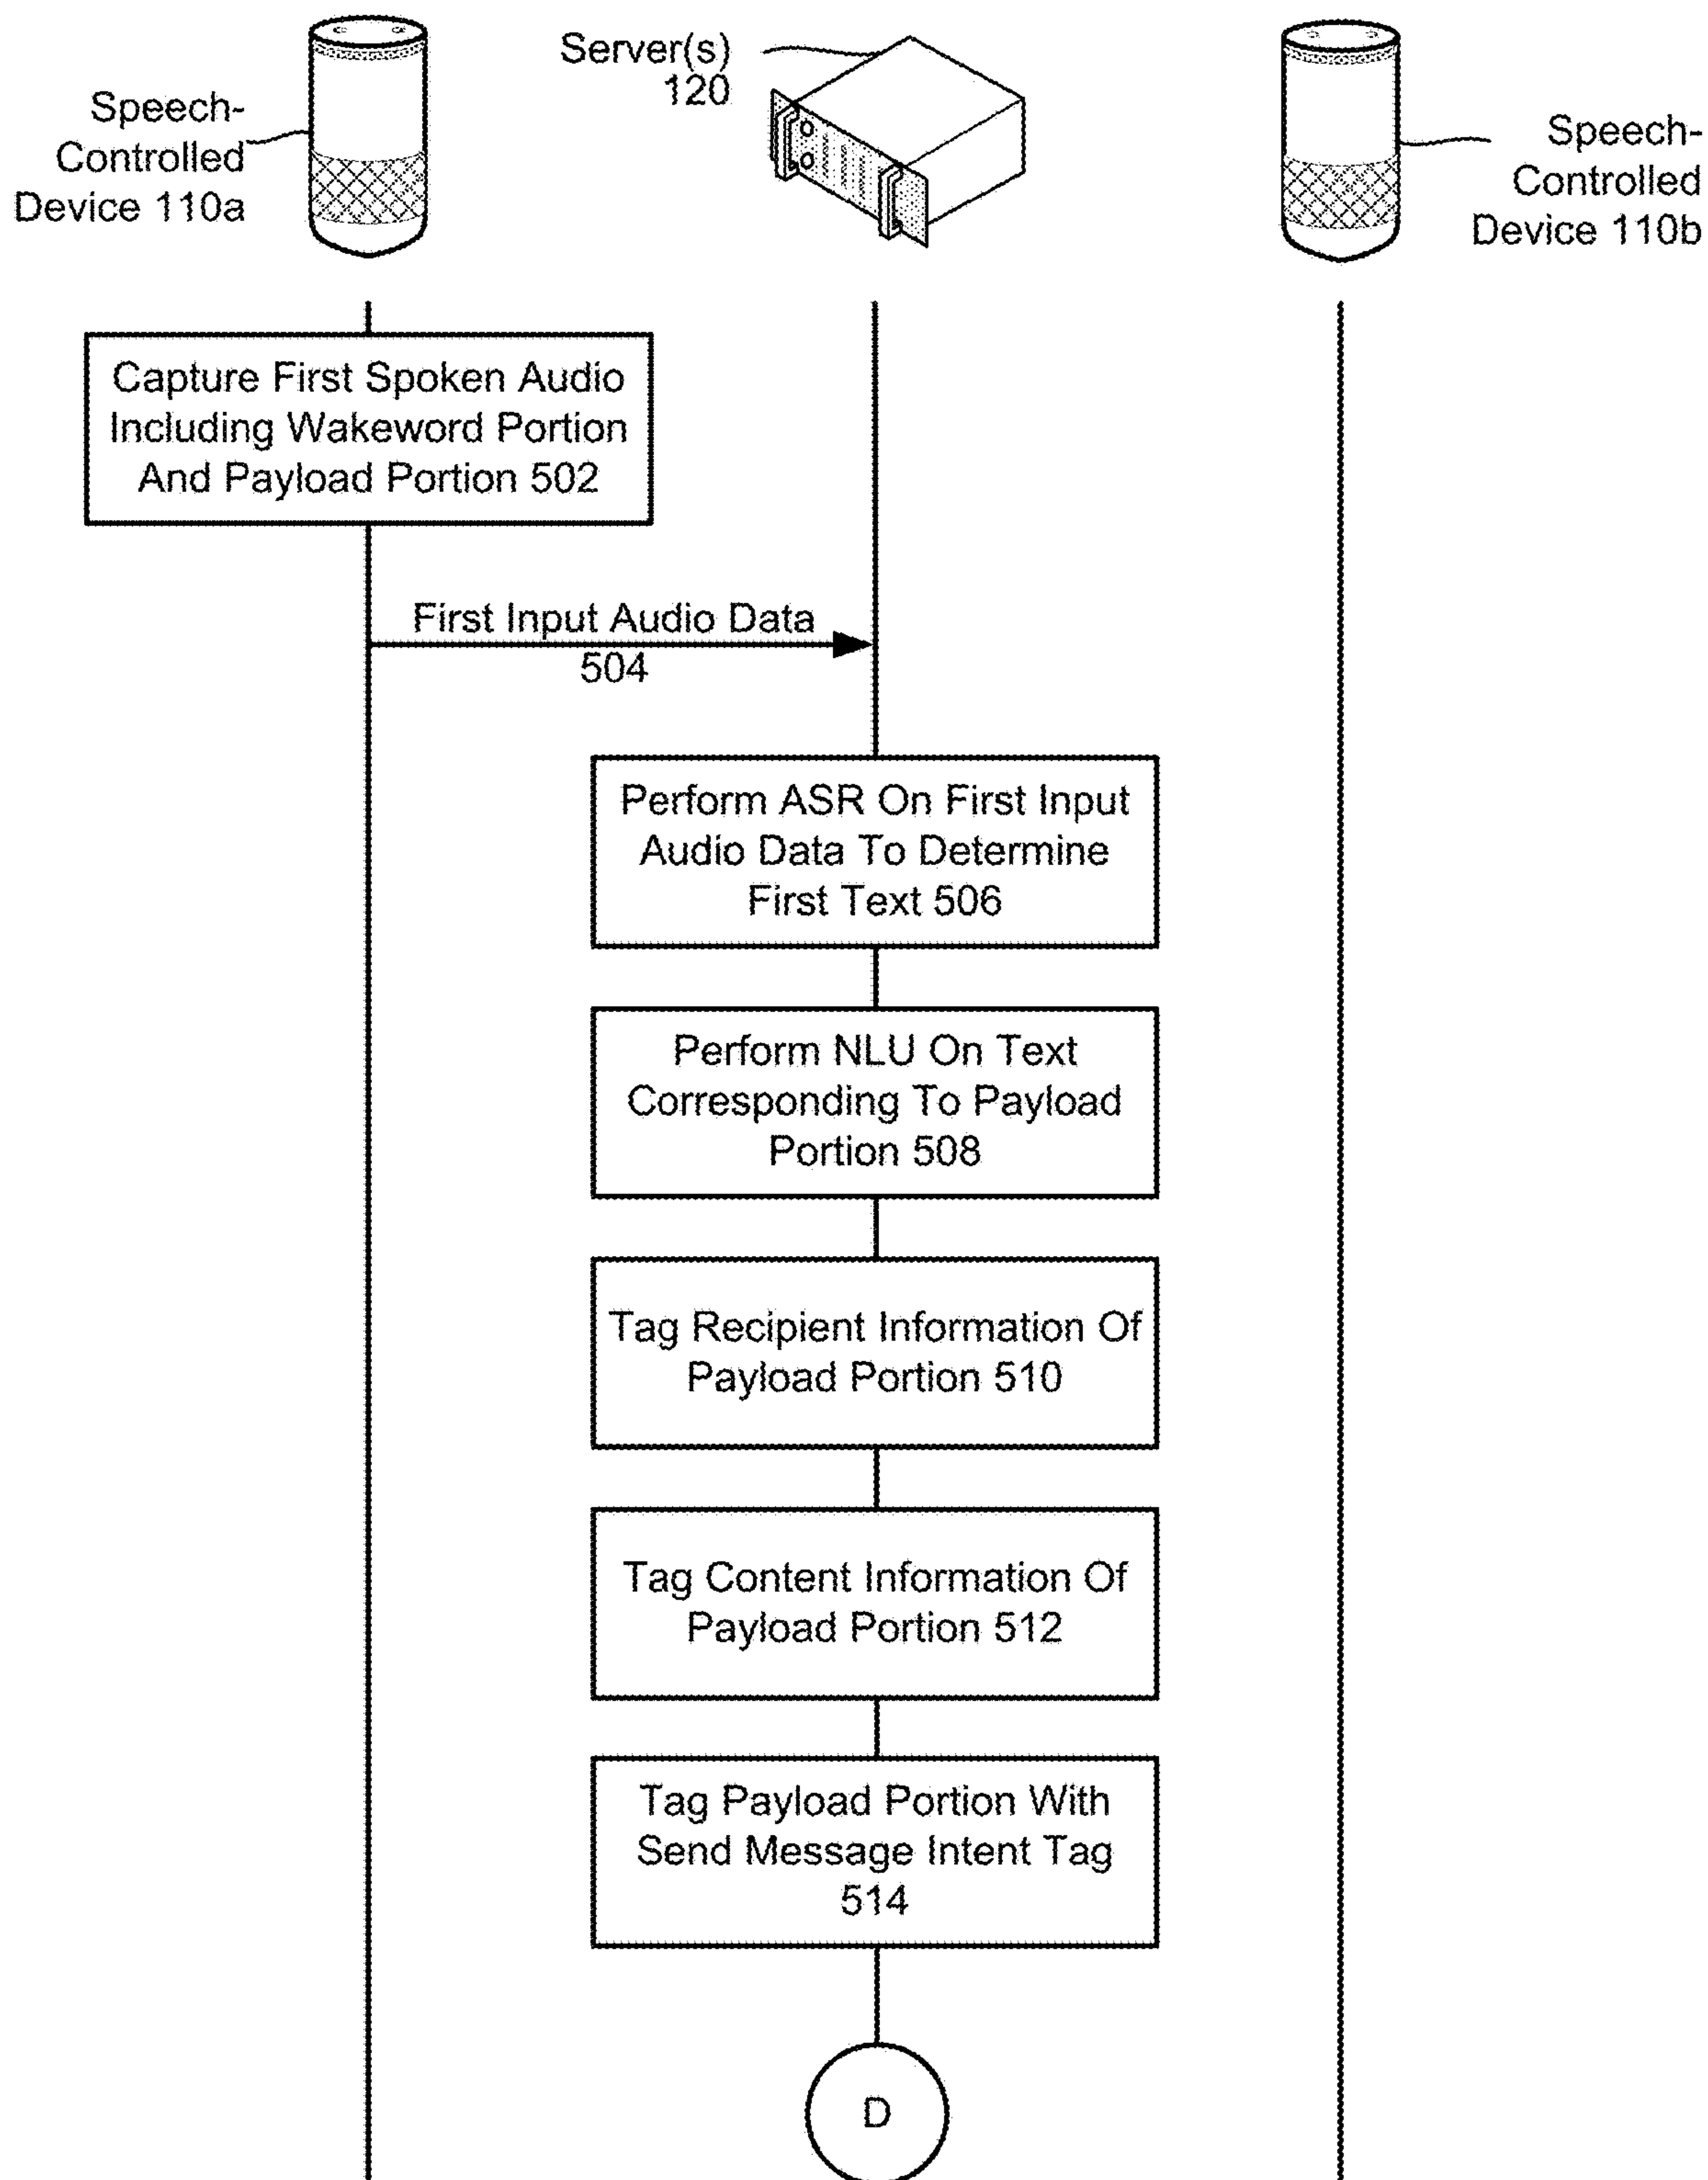 Speech-
Controlled
Device 110a
Server(s)
120
Speech-
Controlled
Device 110b
Capture First Spoken Audio
Including Wakeword Portion
And Payload Portion 502
First Input Audio Data
504
Perform ASR On First Input
Audio Data To Determine
First Text 506
Perform NLU On Text
Corresponding To Payload
Portion 508
Tag Recipient Information Of
Payload Portion 510
Tag Content Information Of
Payload Portion 512
Tag Payload Portion With
Send Message Intent Tag
514
D